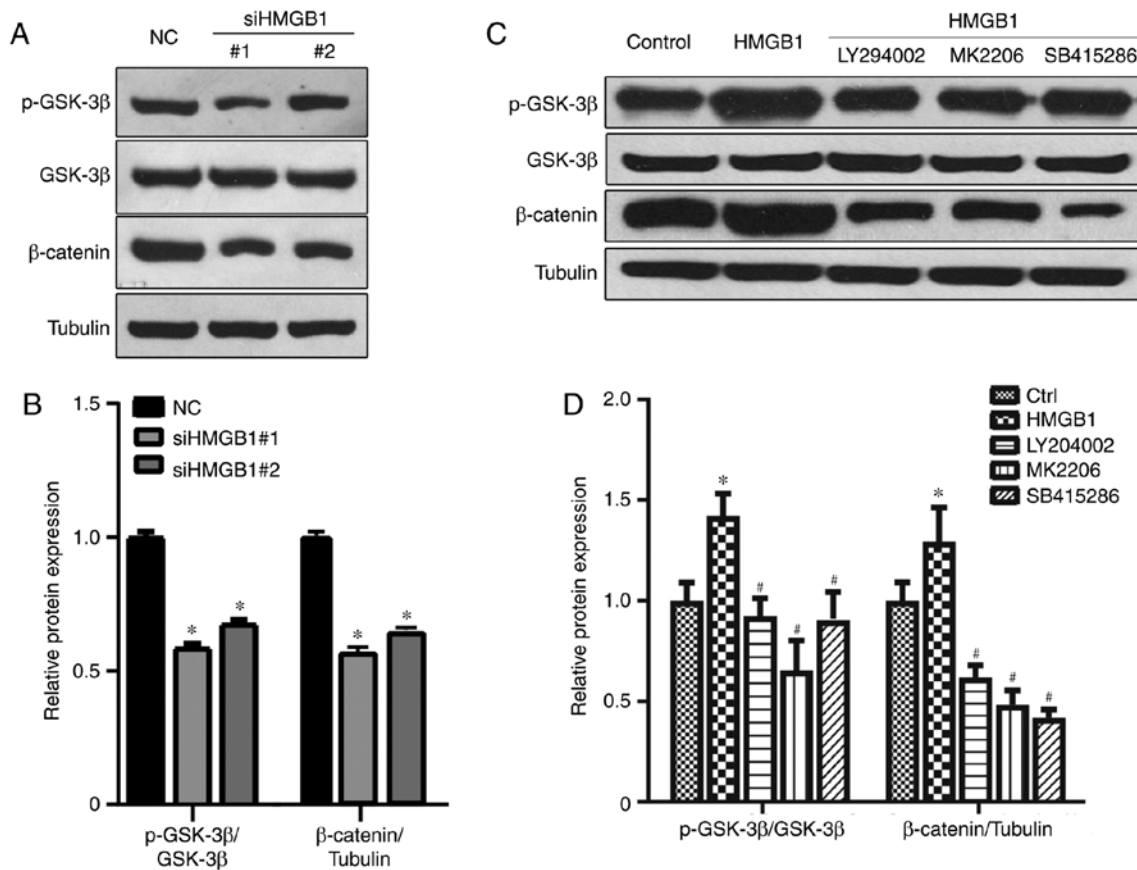 A
siHMGB1
NC
#1 #2
p-GSK-3β
GSK-3β
β-catenin
Tubulin
B
1.5
1.0
0.5
0
Relative protein expression
NC
siHMGB1#1
siHMGB1#2
*
*
*
*
p-GSK-3β/
GSK-3β
β-catenin/
Tubulin
C
HMGB1
Control HMGB1
LY294002 MK2206 SB415286
p-GSK-3β
GSK-3β
β-catenin
Tubulin
D
2.0
1.5
1.0
0.5
0
Relative protein expression
Ctrl
HMGB1
LY204002
MK2206
SB415286
*
#
#
#
*
#
#
#
p-GSK-3β/GSK-3β
β-catenin/Tubulin